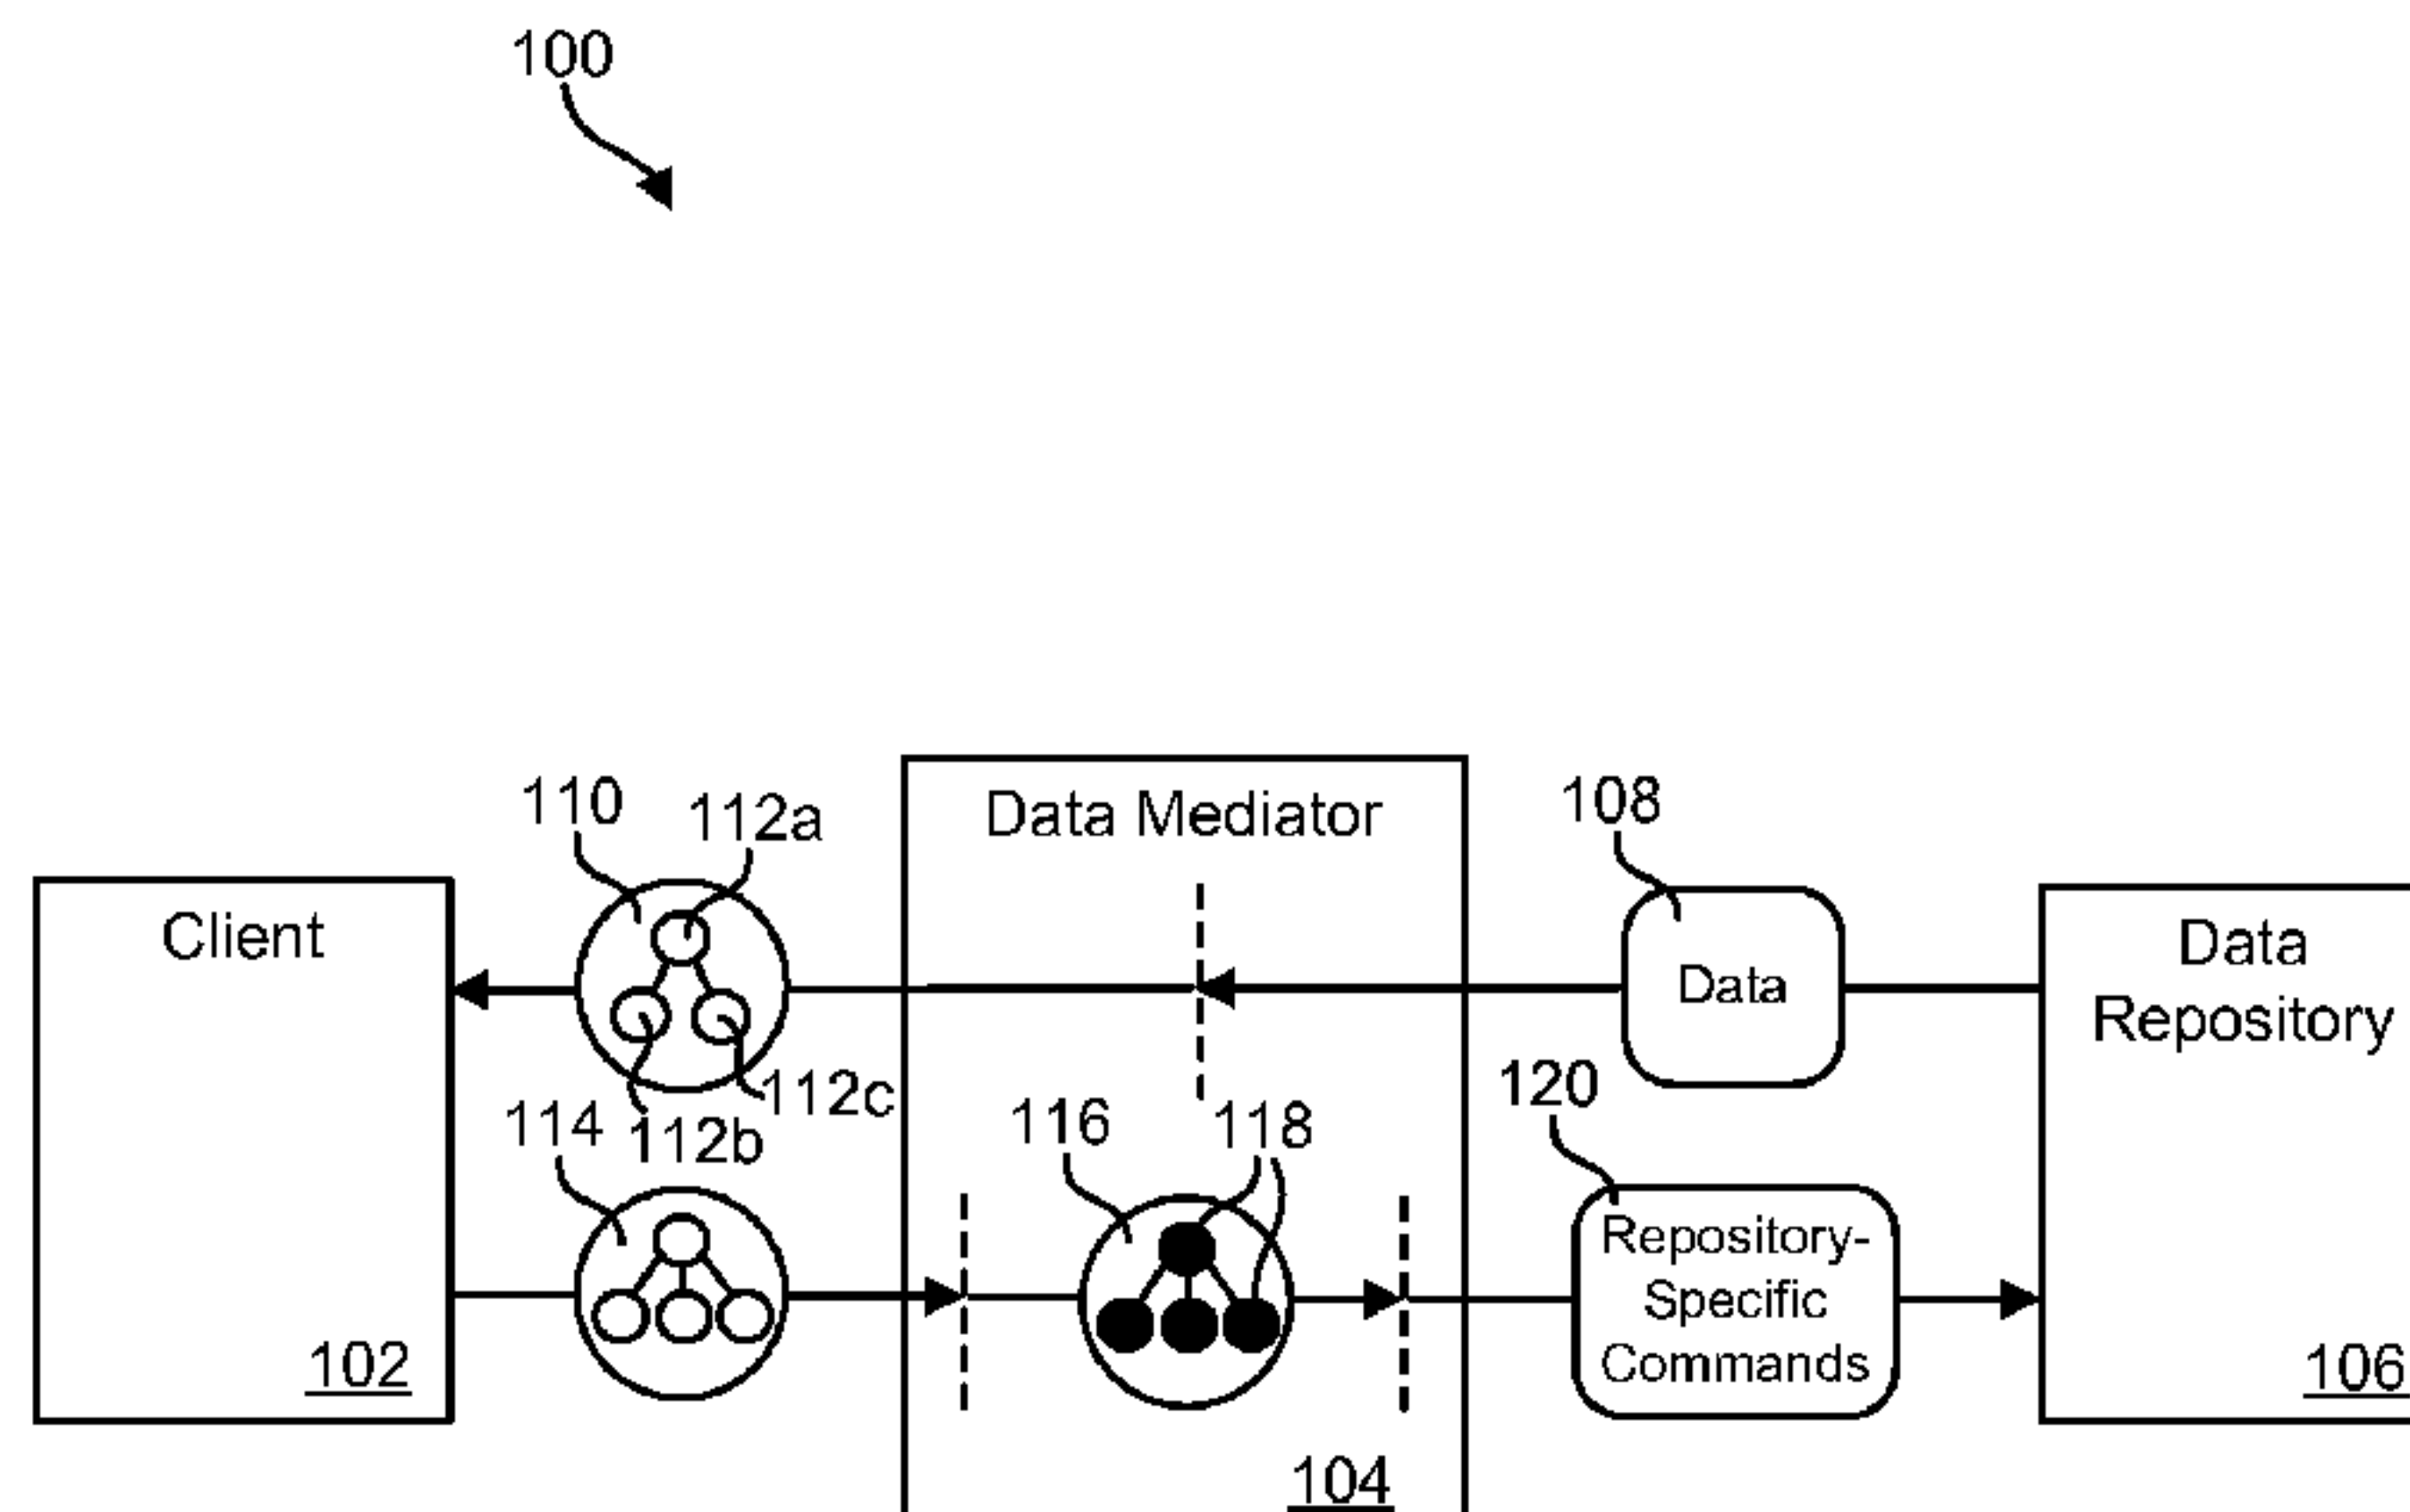 100
110
112a
Data Mediator
108
Client
Data
Repository
Data
112c
120
114
112b
116
118
Repository-
Specific
Commands
102
106
104